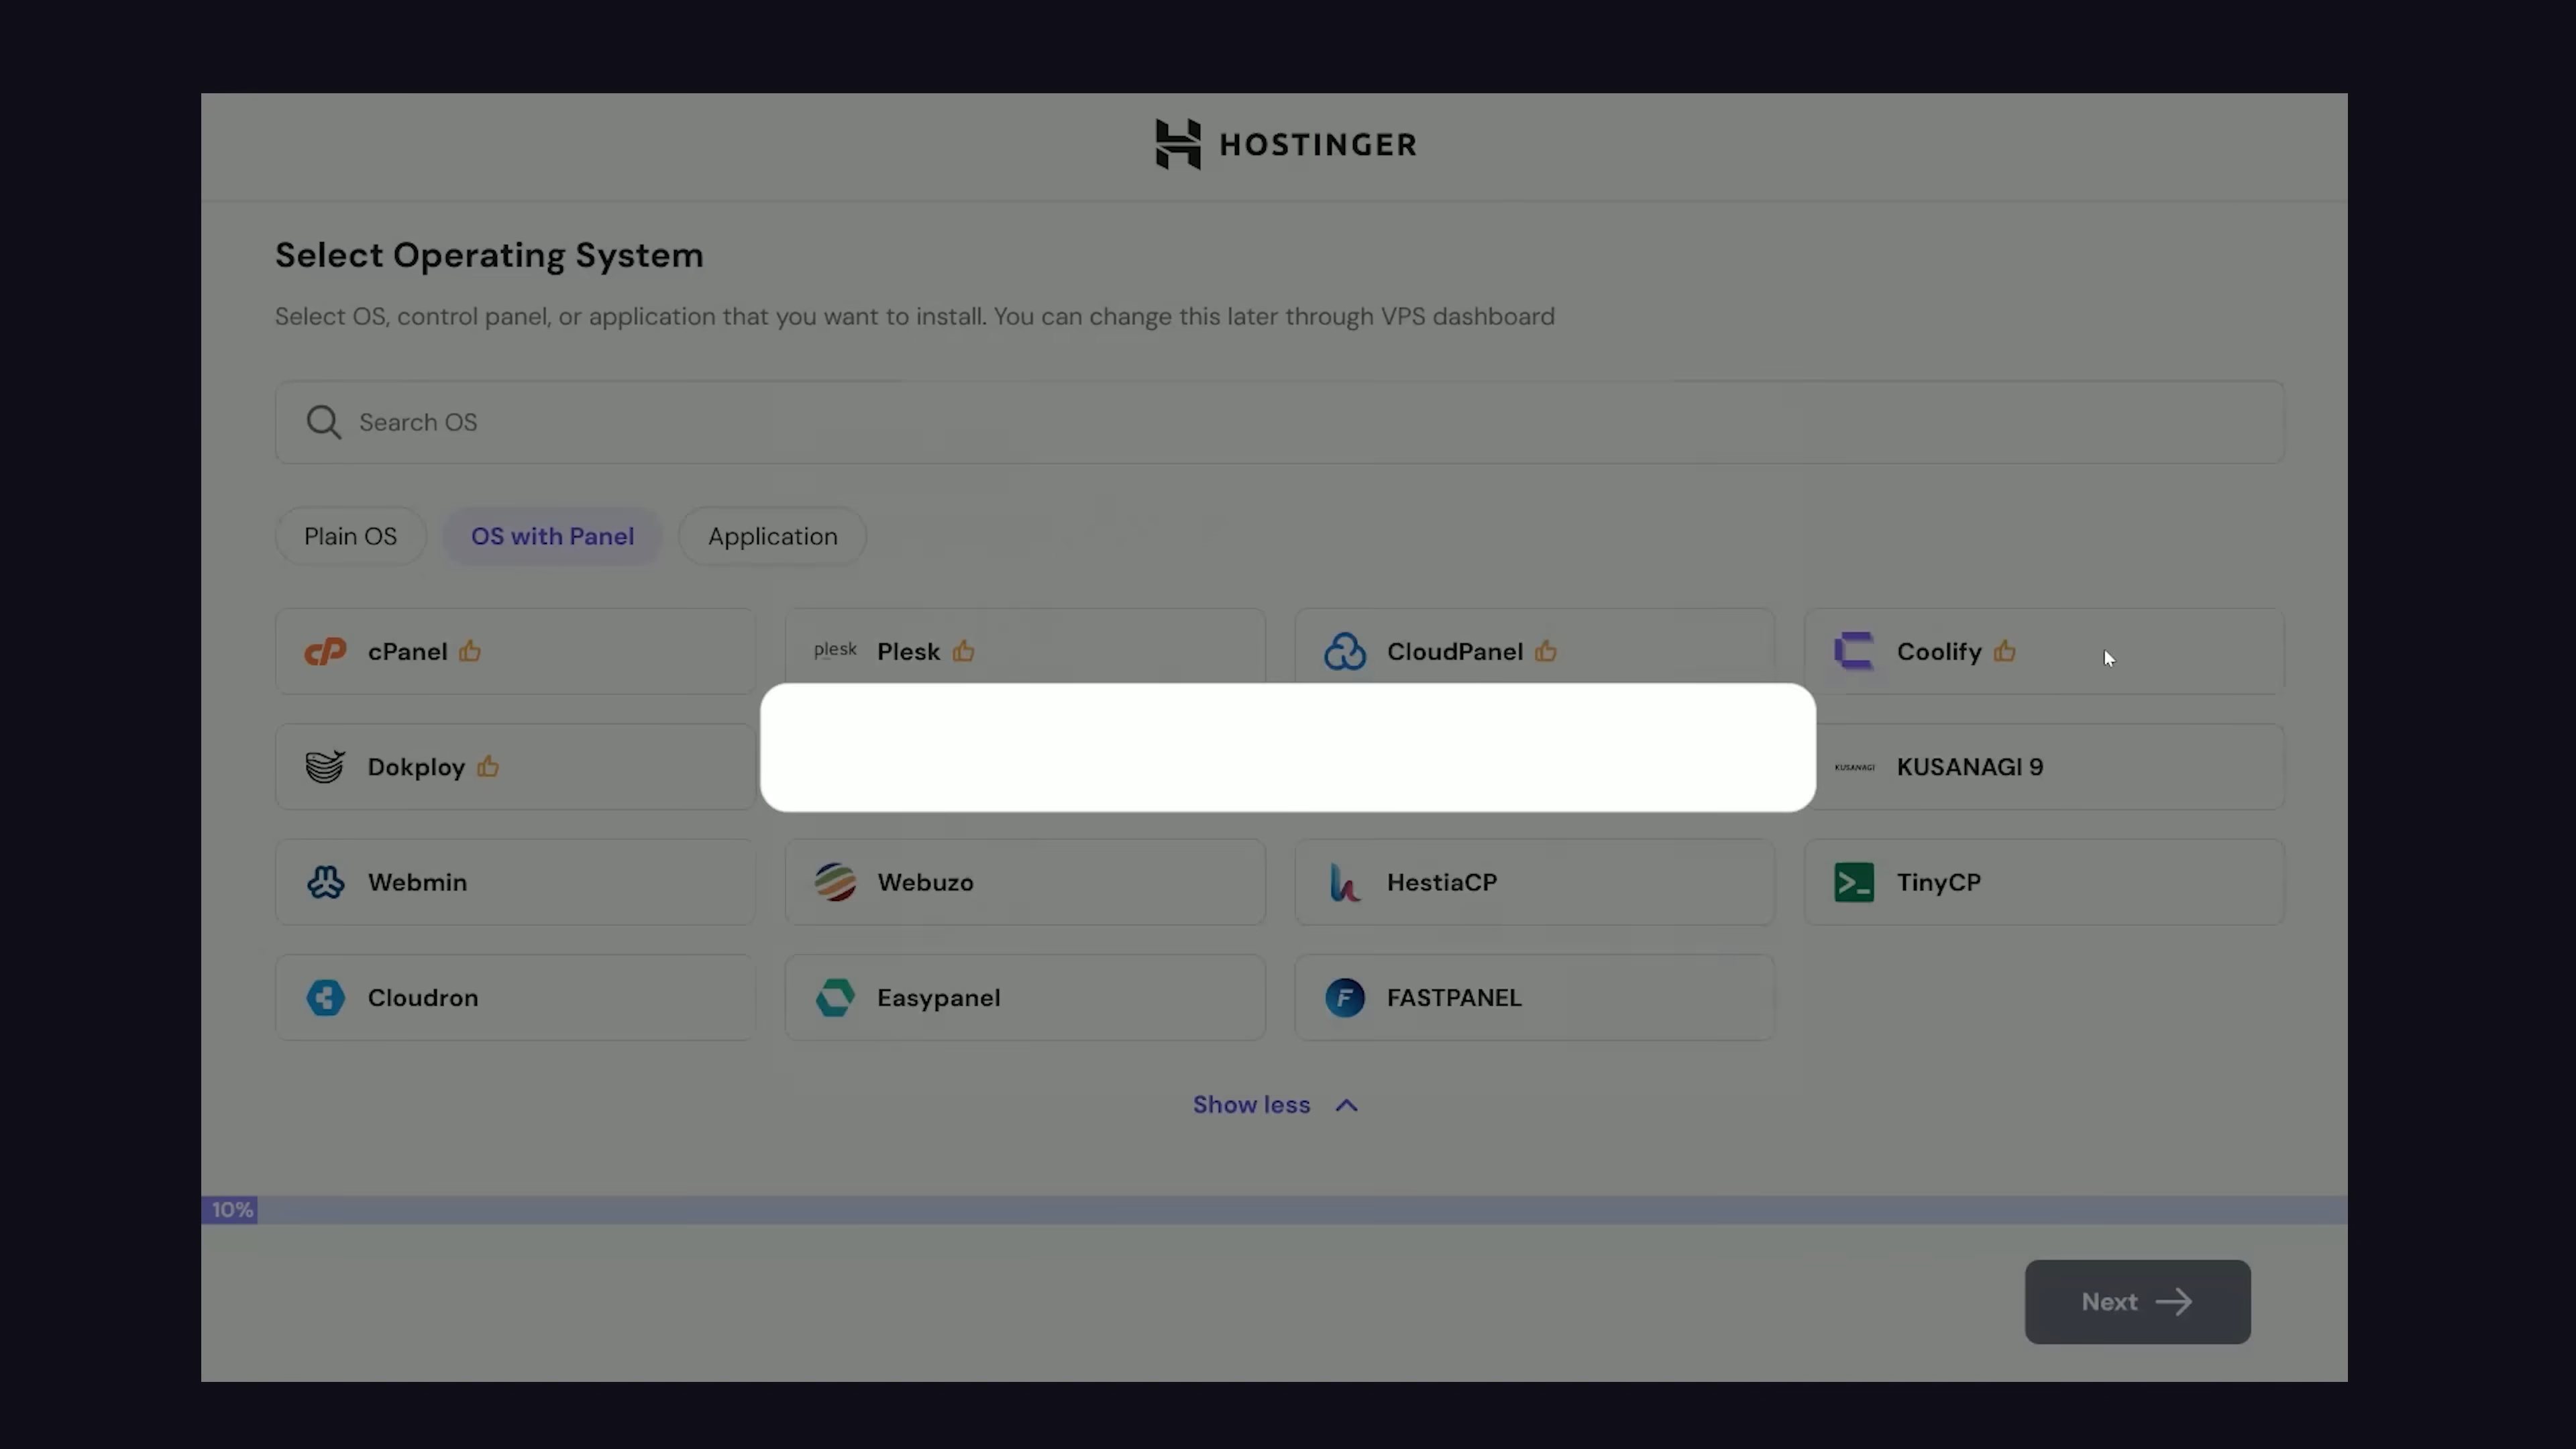 HOSTINGER
Select Operating System
Select OS, control panel, or application that you want to install. You can change this later through VPS dashboard
Search OS
Plain OS
OS with Panel
Application
cPanel
plesk Plesk
CloudPanel
Coolify
Dokploy
KUSANAGI KUSANAGI 9
Webmin
Webuzo
HestiaCP
TinyCP
Cloudron
Easypanel
FASTPANEL
Show less
10%
Next